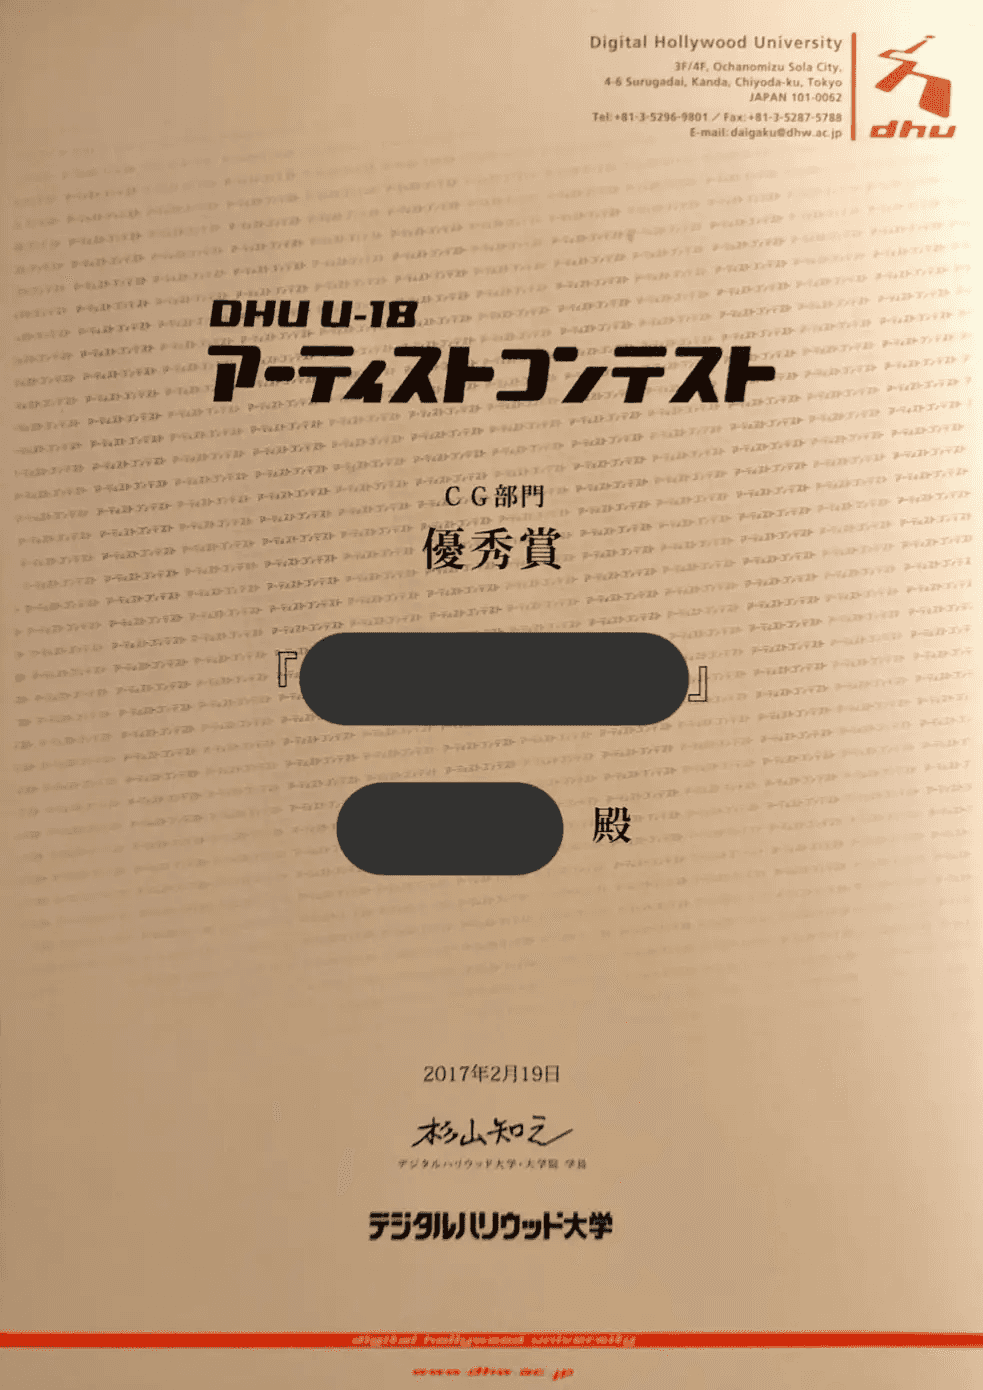 Digital Hollywood University
3F/4F, Ochanomizu Sola City,
4-6 Surugadai, Kanda, Chiyoda-ku, Tokyo
JAPAN 101-0062
Tel:+81-3-5296-9801／Fax:+81-3-5287-5788
E-mail:daigaku@dhw.ac.jp
dhu
DHU U-18
アーティストコンテスト
CG部門
優秀賞
『 』
殿
2017年2月19日
杉山知之
デジタルハリウッド大学・大学院 学長
デジタルハリウッド大学
digital hollywood university
www.dhw.ac.jp